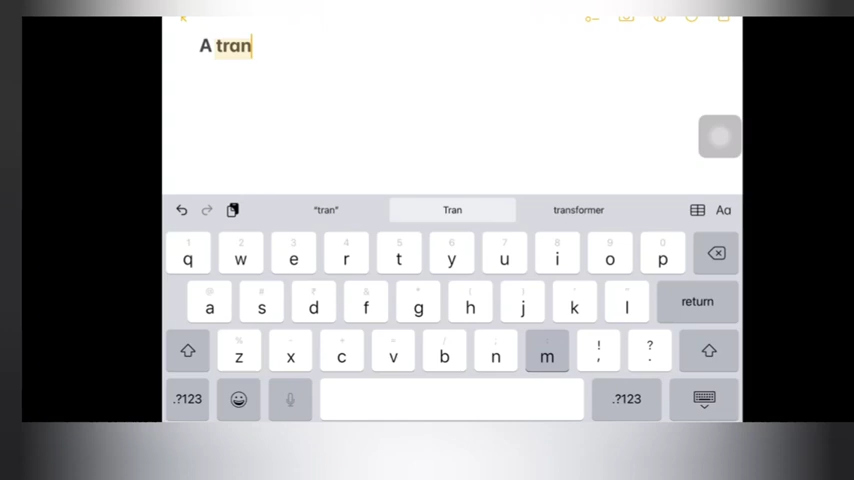 A tran
“tran” Tran transformer Aa
1 2 3 4 5 6 7 8 9 0
q w e r t y u i o p
@ # & * ( ) ' "
a s d f g h j k l return
% - + = / ; : ! ?
z x c v b n m , .
.?123 .?123